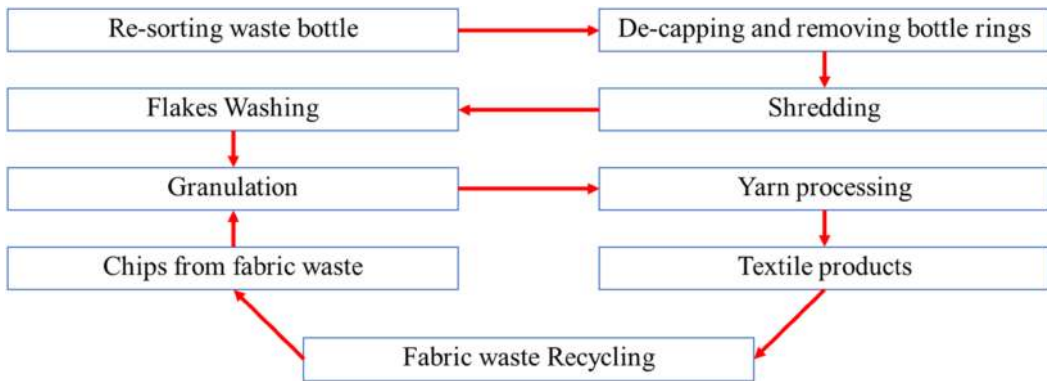 Re-sorting waste bottle
De-capping and removing bottle rings
Flakes Washing
Shredding
Granulation
Yarn processing
Chips from fabric waste
Textile products
Fabric waste Recycling